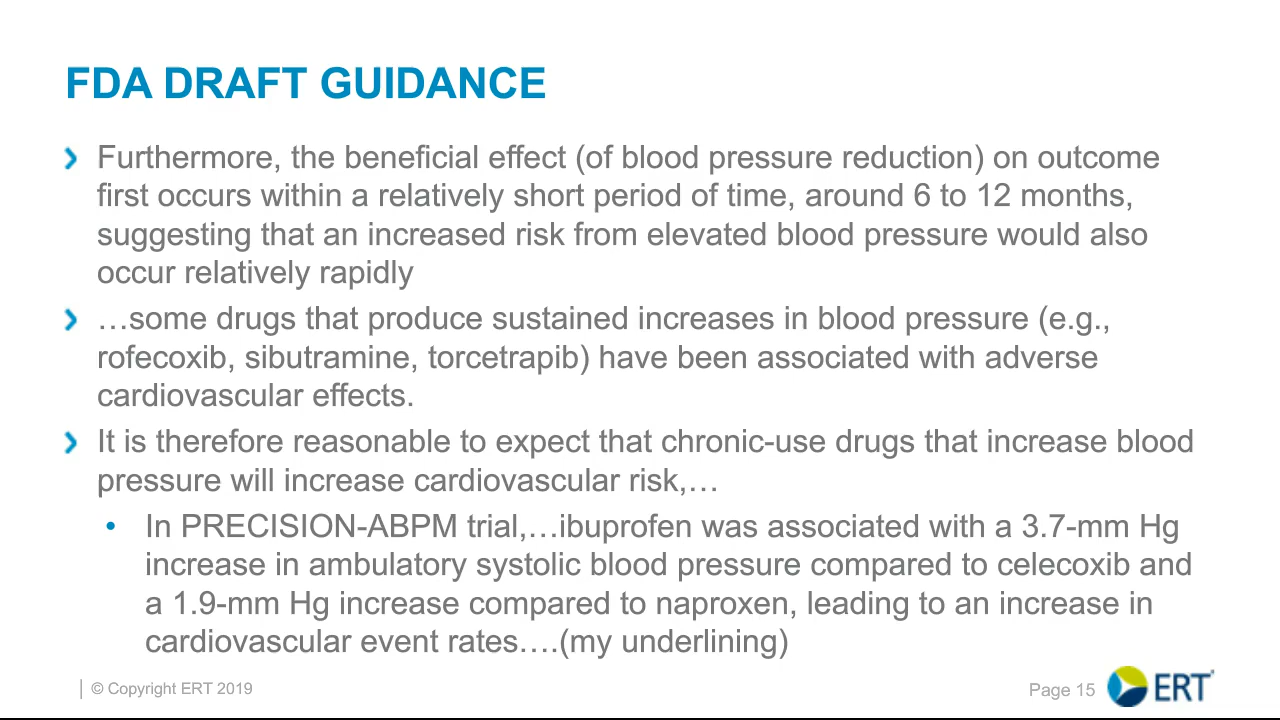 FDA DRAFT GUIDANCE
Furthermore, the beneficial effect (of blood pressure reduction) on outcome
first occurs within a relatively short period of time, around 6 to 12 months,
suggesting that an increased risk from elevated blood pressure would also
occur relatively rapidly
…some drugs that produce sustained increases in blood pressure (e.g.,
rofecoxib, sibutramine, torcetrapib) have been associated with adverse
cardiovascular effects.
It is therefore reasonable to expect that chronic-use drugs that increase blood
pressure will increase cardiovascular risk,…
• In PRECISION-ABPM trial,…ibuprofen was associated with a 3.7-mm Hg
increase in ambulatory systolic blood pressure compared to celecoxib and
a 1.9-mm Hg increase compared to naproxen, leading to an increase in
cardiovascular event rates….(my underlining)
© Copyright ERT 2019
Page 15
ERT